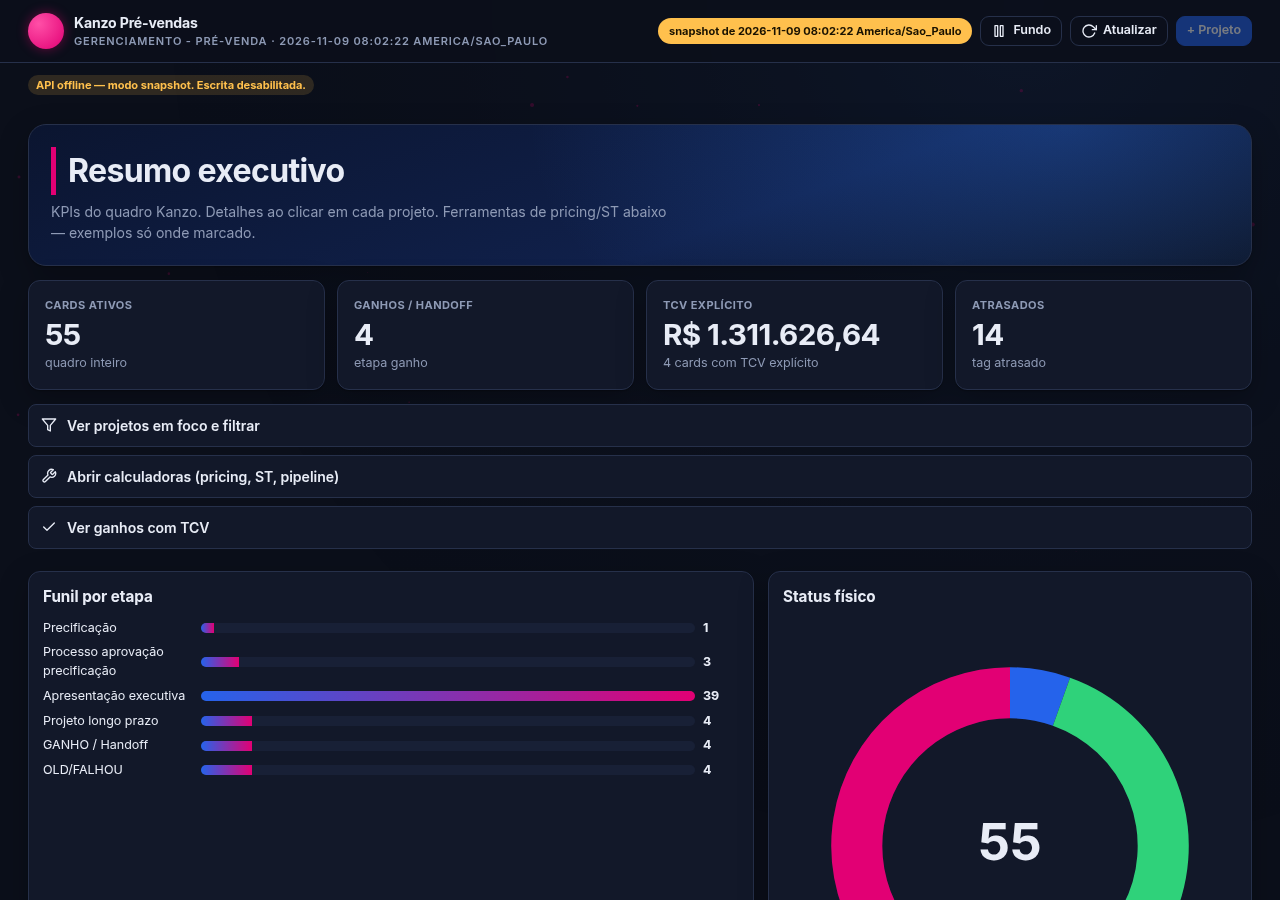 Kanzo Pré-vendas
GERENCIAMENTO - PRÉ-VENDA · 2026-11-09 08:02:22 AMERICA/SAO_PAULO
snapshot de 2026-11-09 08:02:22 America/Sao_Paulo
Fundo
Atualizar
+ Projeto
API offline — modo snapshot. Escrita desabilitada.
Resumo executivo
KPIs do quadro Kanzo. Detalhes ao clicar em cada projeto. Ferramentas de pricing/ST abaixo
— exemplos só onde marcado.
CARDS ATIVOS
55
quadro inteiro
GANHOS / HANDOFF
4
etapa ganho
TCV EXPLÍCITO
R$ 1.311.626,64
4 cards com TCV explícito
ATRASADOS
14
tag atrasado
Ver projetos em foco e filtrar
Abrir calculadoras (pricing, ST, pipeline)
Ver ganhos com TCV
Funil por etapa
Precificação
1
Processo aprovação
precificação
3
Apresentação executiva
39
Projeto longo prazo
4
GANHO / Handoff
4
OLD/FALHOU
4
Status físico
55